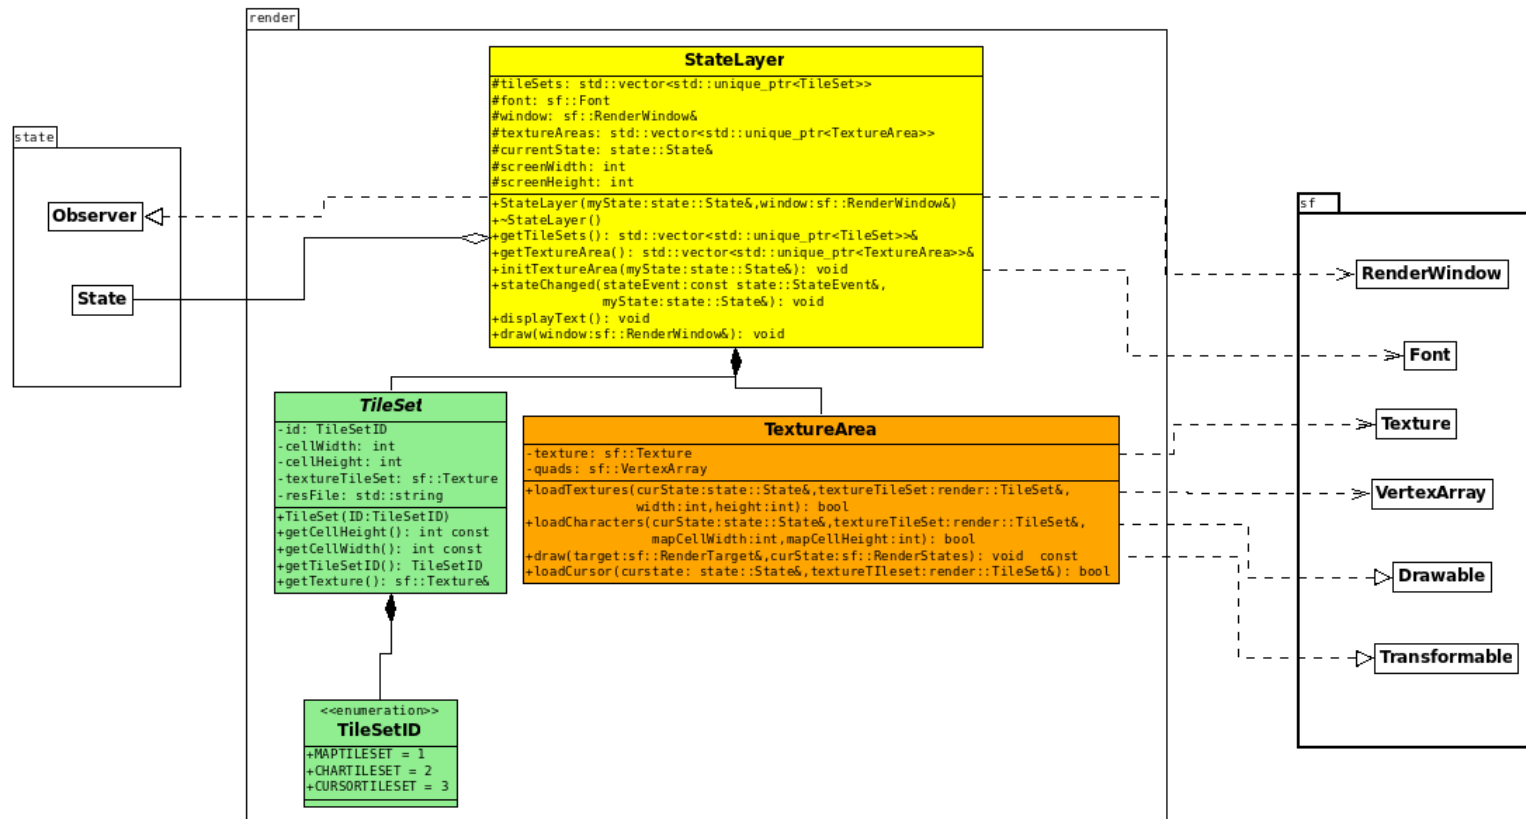 render
StateLayer
#tileSets: std::vector<std::unique_ptr<TileSet>>
#font: sf::Font
#window: sf::RenderWindow&
#textureAreas: std::vector<std::unique_ptr<TextureArea>>
#currentState: state::State&
#screenWidth: int
#screenHeight: int
+StateLayer(myState:state::State&,window:sf::RenderWindow&)
+~StateLayer()
+getTileSets(): std::vector<std::unique_ptr<TileSet>>&
+getTextureArea(): std::vector<std::unique_ptr<TextureArea>>&
+initTextureArea(myState:state::State&): void
+stateChanged(stateEvent:const state::StateEvent&,
myState:state::State&): void
+displayText(): void
+draw(window:sf::RenderWindow&): void
state
Observer
State
TileSet
-id: TileSetID
-cellWidth: int
-cellHeight: int
-textureTileSet: sf::Texture
-resFile: std::string
+TileSet(ID:TileSetID)
+getCellHeight(): int const
+getCellWidth(): int const
+getTileSetID(): TileSetID
+getTexture(): sf::Texture&
TextureArea
-texture: sf::Texture
-quads: sf::VertexArray
+loadTextures(curState:state::State&,textureTileSet:render::TileSet&,
width:int,height:int): bool
+loadCharacters(curState:state::State&,textureTileSet:render::TileSet&,
mapCellWidth:int,mapCellHeight:int): bool
+draw(target:sf::RenderTarget&,curState:sf::RenderStates): void  const
+loadCursor(curstate: state::State&,textureTIleset:render::TileSet&): bool
<<enumeration>>
TileSetID
+MAPTILESET = 1
+CHARTILESET = 2
+CURSORTILESET = 3
sf
RenderWindow
Font
Texture
VertexArray
Drawable
Transformable